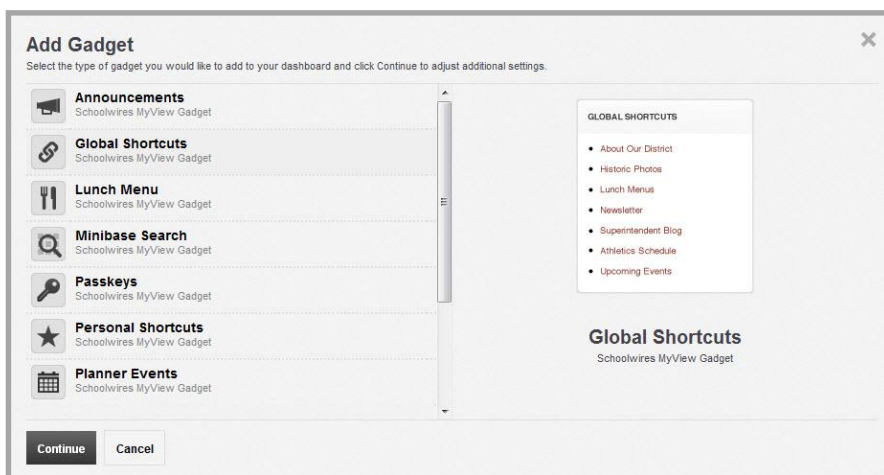 Add Gadget
Select the type of gadget you would like to add to your dashboard and click Continue to adjust additional settings.
Announcements
Schoolwires MyView Gadget
Global Shortcuts
Schoolwires MyView Gadget
Lunch Menu
Schoolwires MyView Gadget
Minibase Search
Schoolwires MyView Gadget
Passkeys
Schoolwires MyView Gadget
Personal Shortcuts
Schoolwires MyView Gadget
Planner Events
Schoolwires MyView Gadget
GLOBAL SHORTCUTS
About Our District
Historic Photos
Lunch Menus
Newsletter
Superintendent Blog
Athletics Schedule
Upcoming Events
Global Shortcuts
Schoolwires MyView Gadget
Continue
Cancel